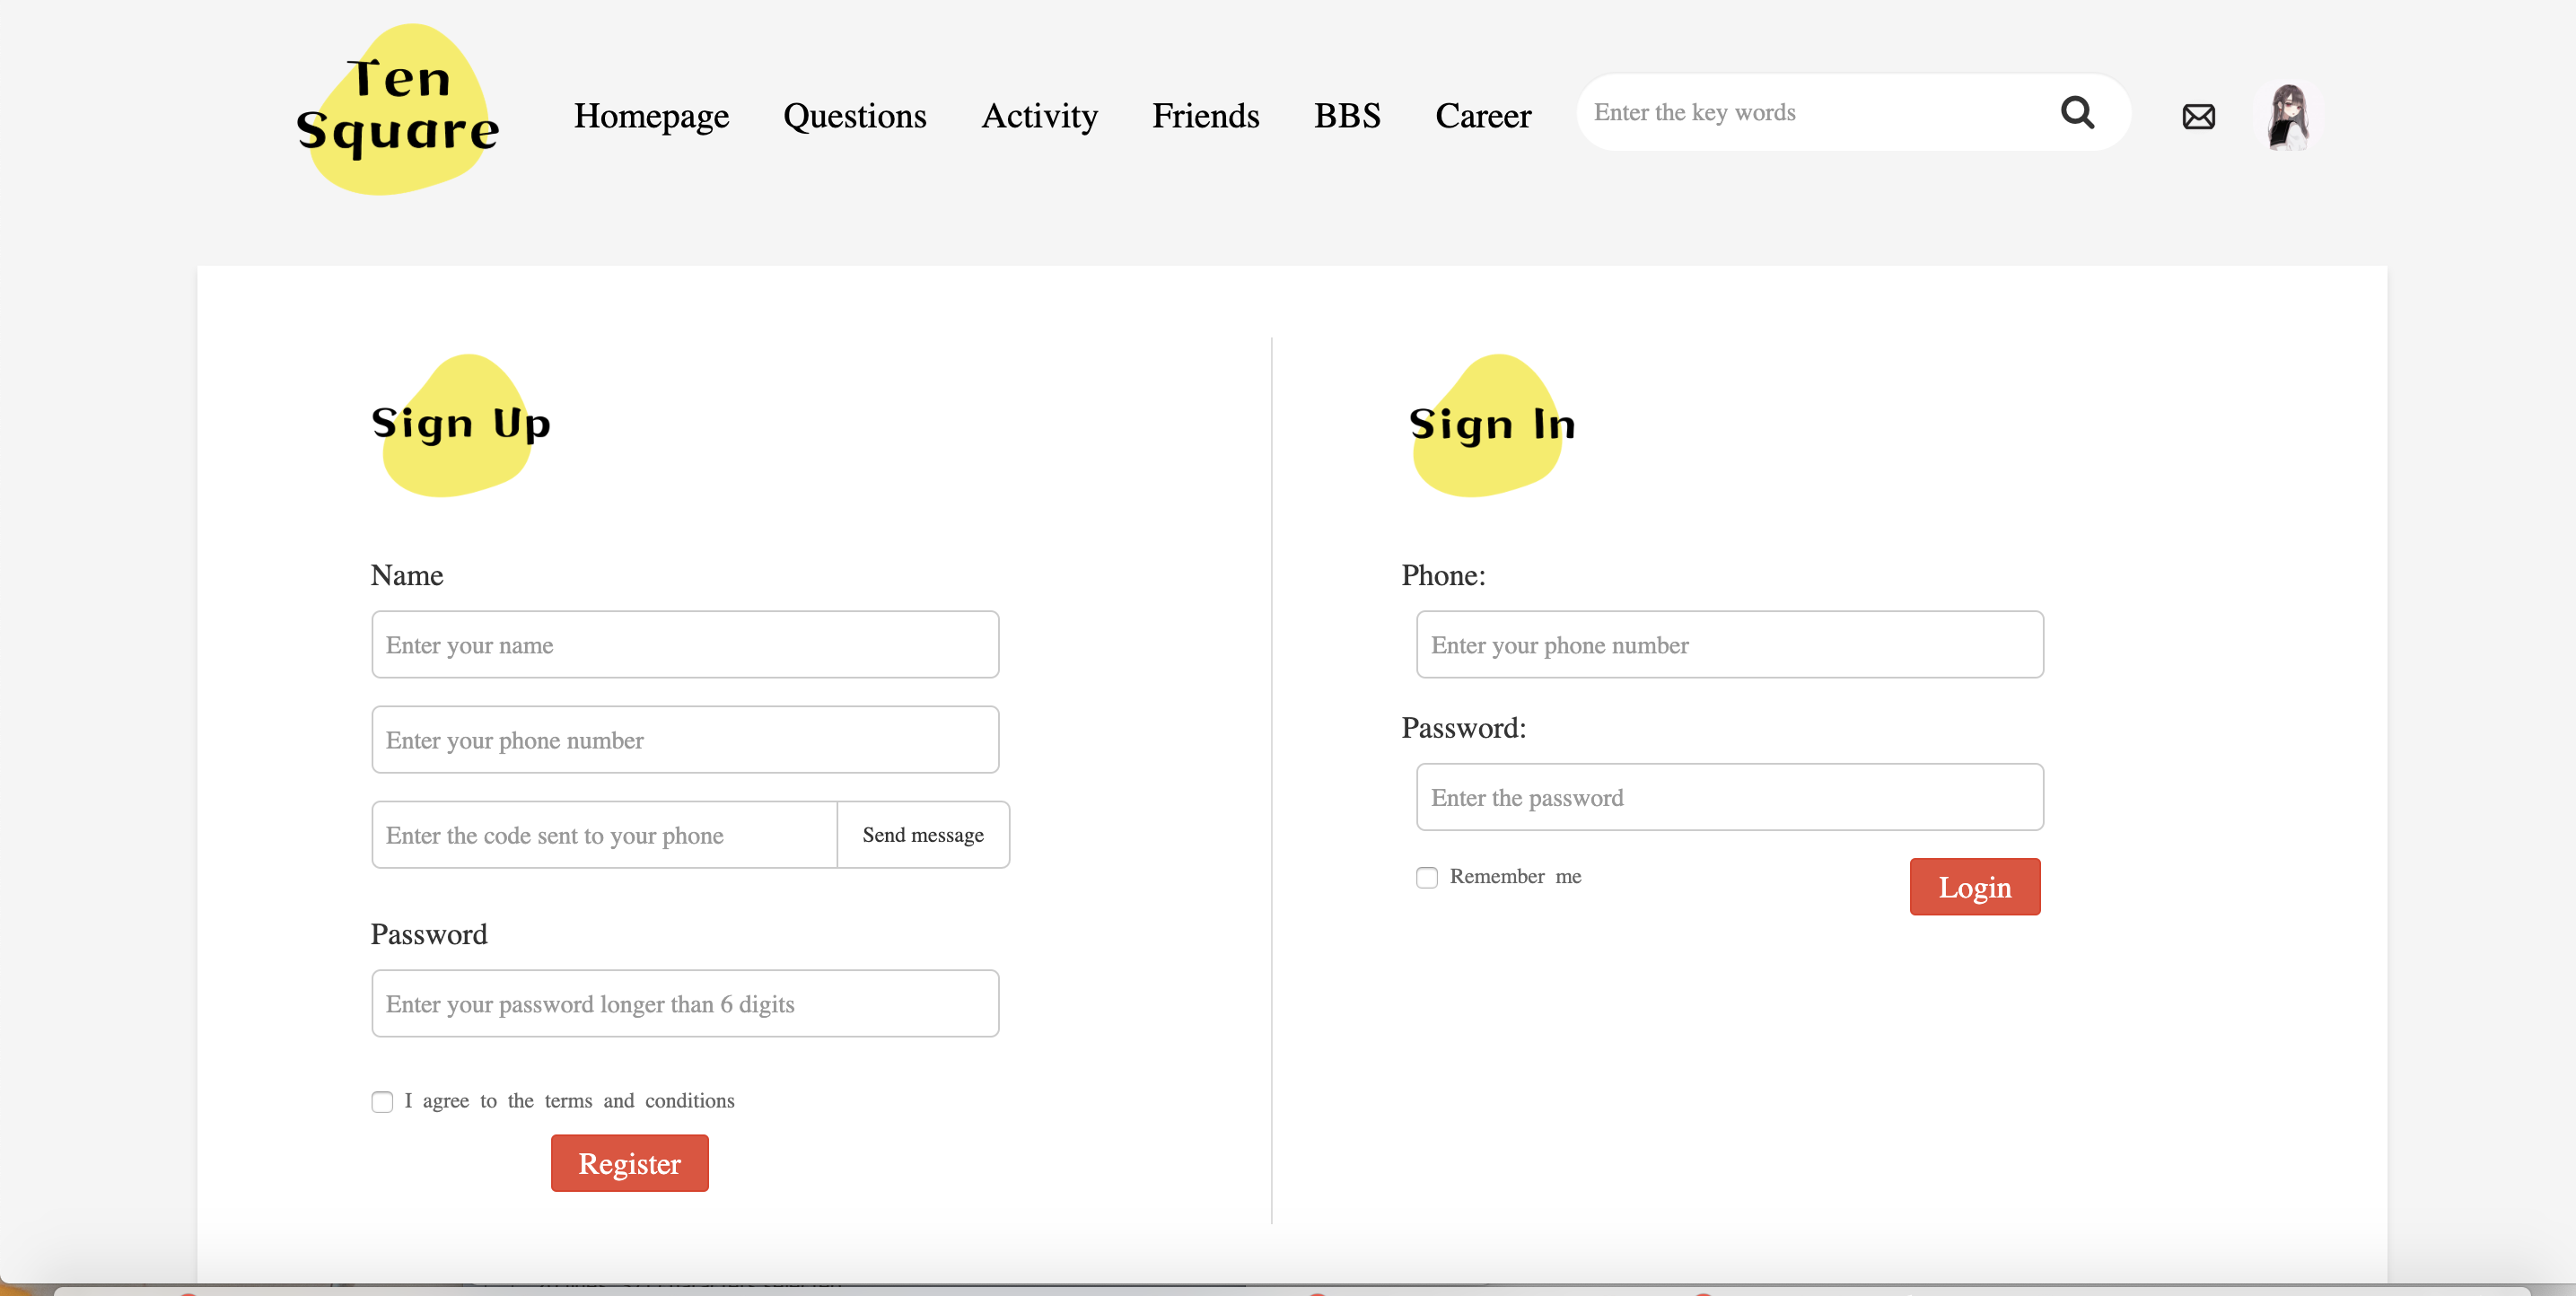 Ten
Square
Homepage Questions Activity Friends BBS Career Enter the key words
Sign Up
Name
Enter your name
Enter your phone number
Enter the code sent to your phone Send message
Password
Enter your password longer than 6 digits
I agree to the terms and conditions
Register
Sign In
Phone:
Enter your phone number
Password:
Enter the password
Remember me
Login